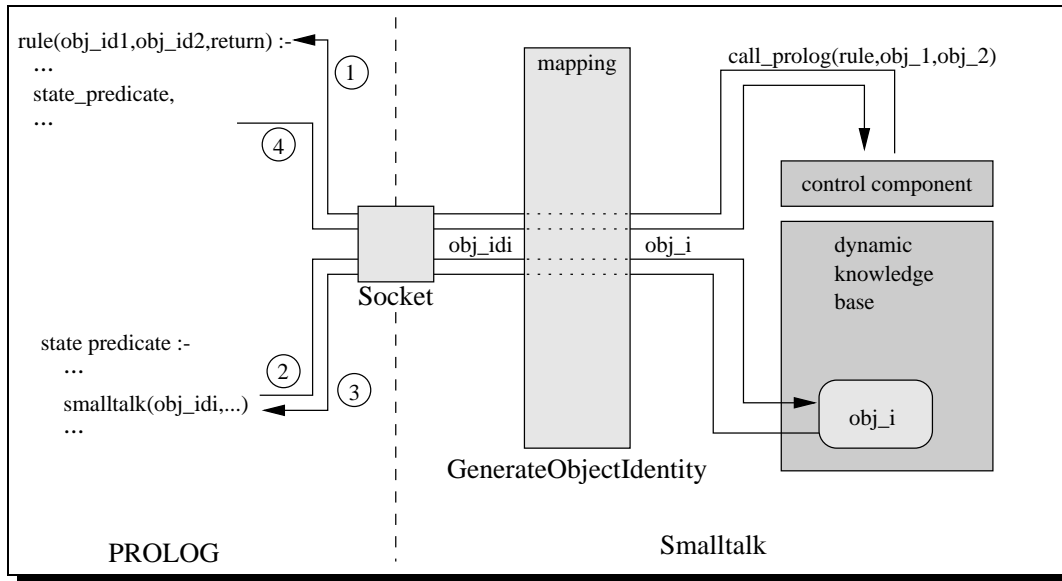 rule(obj_id1,obj_id2,return) :-
...
state_predicate,
...
1
4
mapping
call_prolog(rule,obj_1,obj_2)
control component
obj_idi
obj_i
dynamic
knowledge
base
Socket
state predicate :-
...
smalltalk(obj_idi,...)
...
2
3
obj_i
GenerateObjectIdentity
PROLOG
Smalltalk